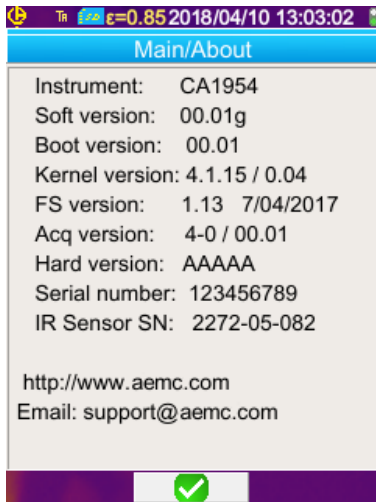 TA ε=0.85 2018/04/10 13:03:02
Main/About
Instrument: CA1954
Soft version: 00.01g
Boot version: 00.01
Kernel version: 4.1.15 / 0.04
FS version: 1.13 7/04/2017
Acq version: 4-0 / 00.01
Hard version: AAAAA
Serial number: 123456789
IR Sensor SN: 2272-05-082
http://www.aemc.com
Email: support@aemc.com